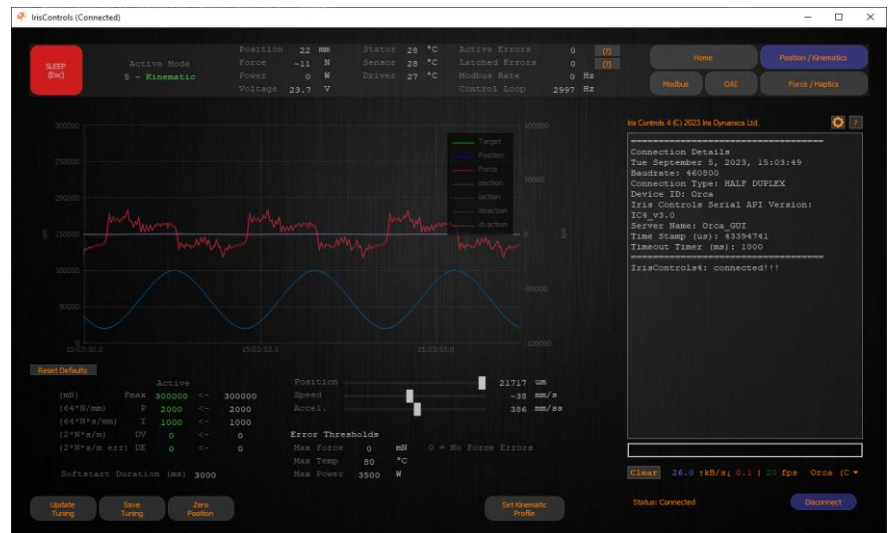 IrisControls (Connected)
SLEEP
(Esc)
Active Mode
5 - Kinematic
Position 22 mm Stator 28 °C Active Errors 0 (?)
Force -11 N Sensor 28 °C Latched Errors 0 (?)
Power 0 W Driver 27 °C Modbus Rate 0 Hz
Voltage 23.7 V Control Loop 2997 Hz
Home Position / Kinematics
Modbus OAI Force / Haptics
300000
250000
200000
150000
100000
50000
0
100000
50000
0
-50000
-100000
Target
Position
Force
15:03:50.0 15:03:52.5 15:03:55.0
Iris Controls 4 (C) 2023 Iris Dynamics Ltd. ?
Connection Details
Tue September 5, 2023, 15:03:49
Baudrate: 460800
Connection Type: HALF DUPLEX
Device ID: Orca
Iris Controls Serial API Version:
IC4_v3.0
Server Name: Orca_GUI
Time Stamp (us): 43394741
Timeout Timer (ms): 1000
IrisControls4: connected!!!
Reset Defaults
Active
(mN) Fmax 300000 <- 300000
(64*N/mm) P 2000 <- 2000
(64*N*s/mm) I 1000 <- 1000
(2*N*s/m) DV 0 <- 0
(2*N*s/m err) DE 0 <- 0
Softstart Duration (ms) 3000
Position 21717 um
Speed -38 mm/s
Accel. 386 mm/ss
Error Thresholds
Max Force 0 mN 0 = No Force Errors
Max Temp 80 °C
Max Power 3500 W
Clear 26.0 ↑kB/s↓ 0.1 | 20 fps Orca (C
Update Tuning
Save Tuning
Zero Position
Set Kinematic Profile
Status: Connected
Disconnect